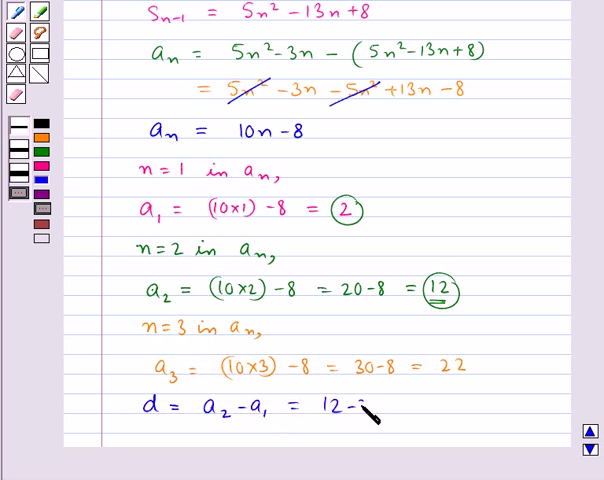 Sn-1 = 5n² - 13n + 8
an = 5n² - 3n - (5n² - 13n + 8)
= 5n² - 3n - 5n² + 13n - 8
an = 10n - 8
n = 1 in an,
a1 = (10×1) - 8 = 2
n = 2 in an,
a2 = (10×2) - 8 = 20 - 8 = 12
n = 3 in an,
a3 = (10×3) - 8 = 30 - 8 = 22
d = a2 - a1 = 12 -